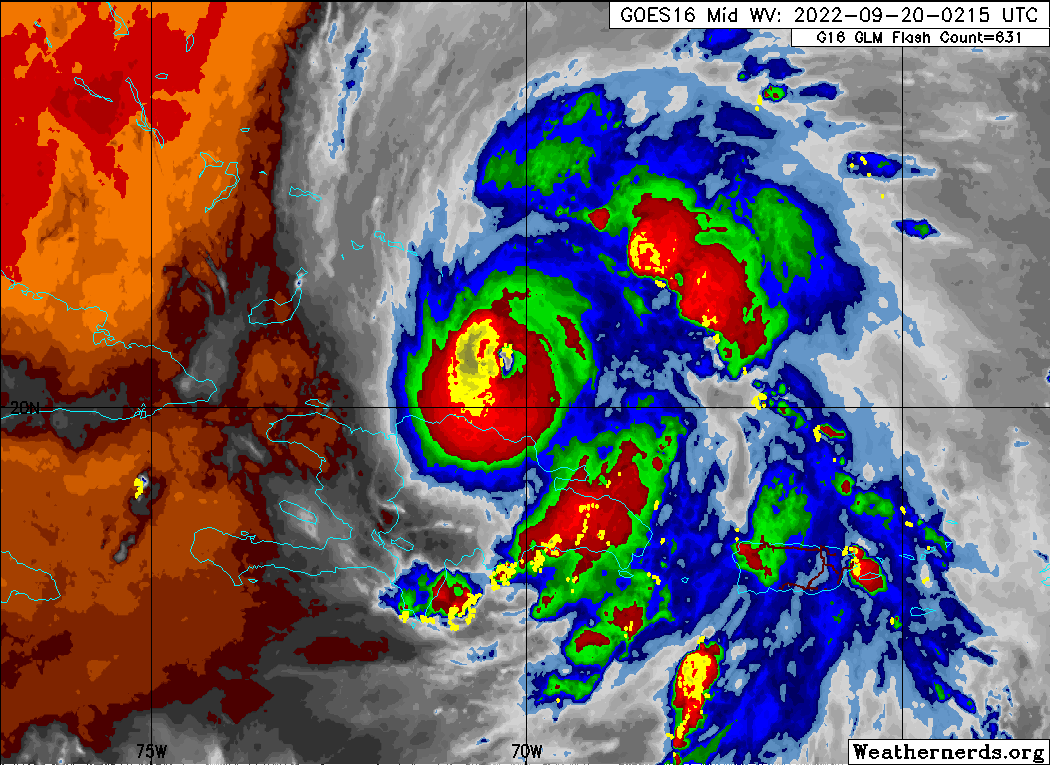 GOES16 Mid WV: 2022-09-20-0215 UTC
G16 GLM Flash Count=631
20N
75W
70W
Weathernerds.org